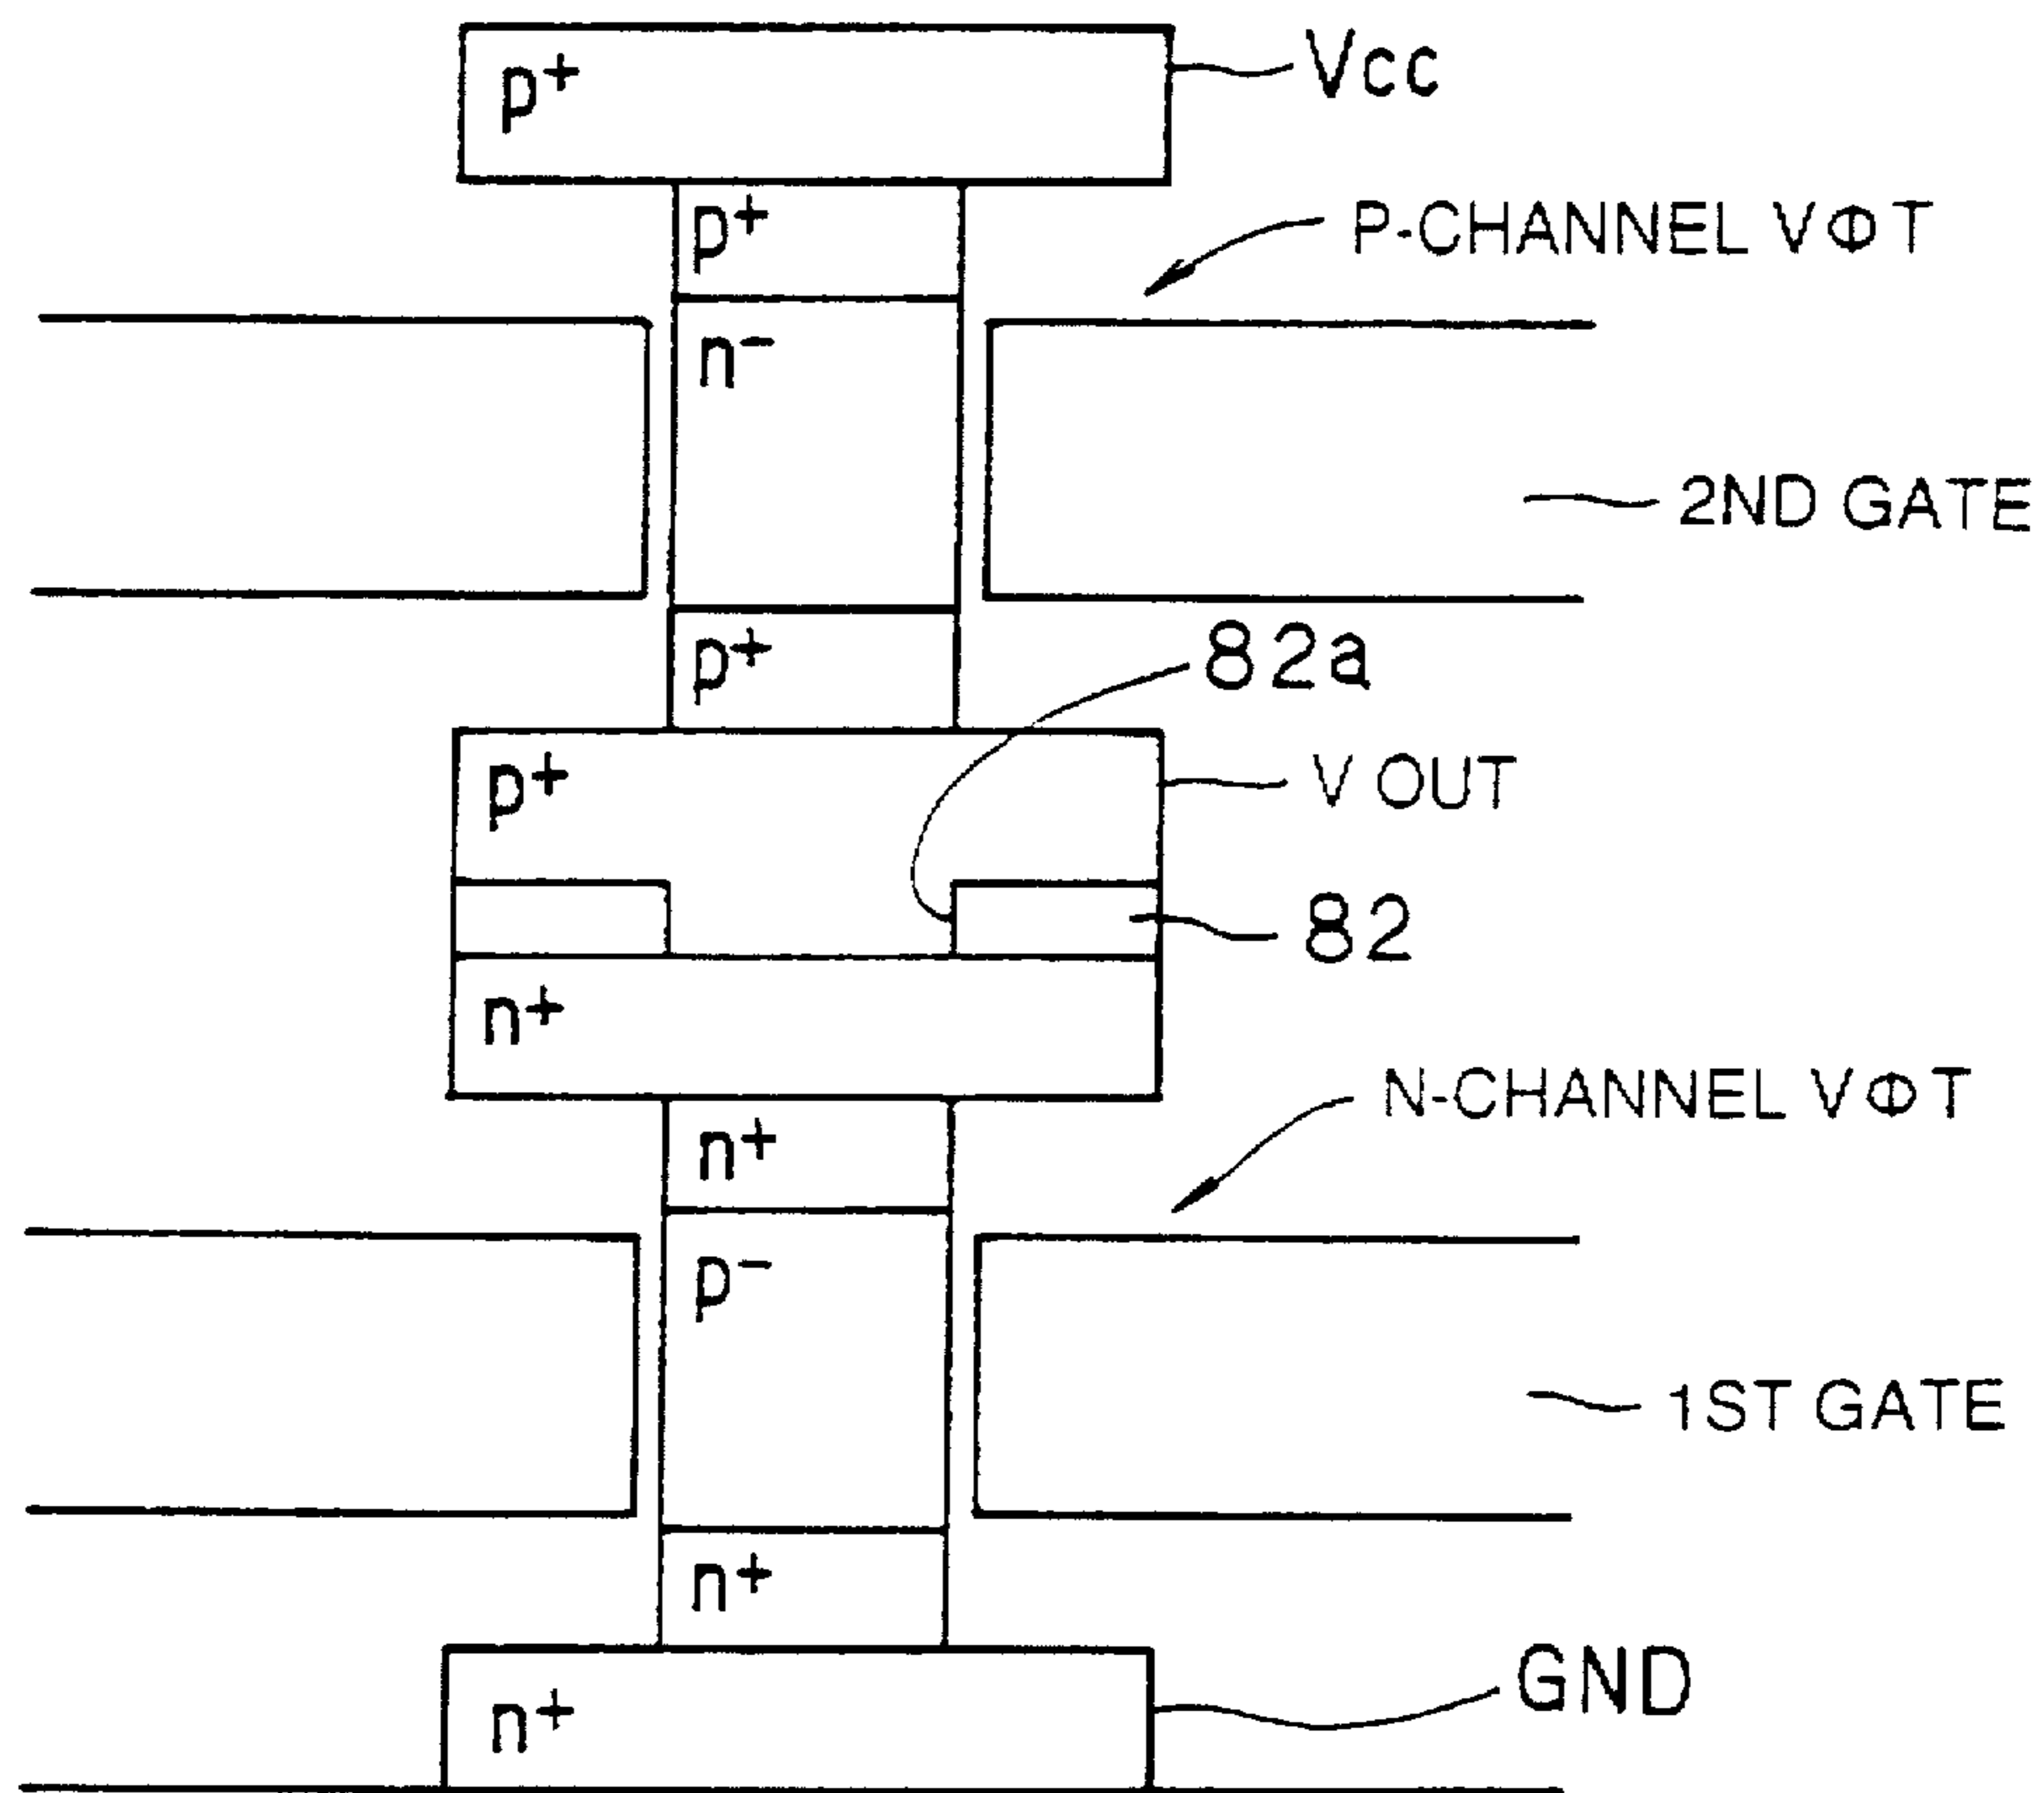 p+
Vcc
p+
P-CHANNEL VΦT
n-
2ND GATE
p+
82a
p+
V OUT
82
n+
N-CHANNEL VΦT
n+
p-
1ST GATE
n+
GND
n+